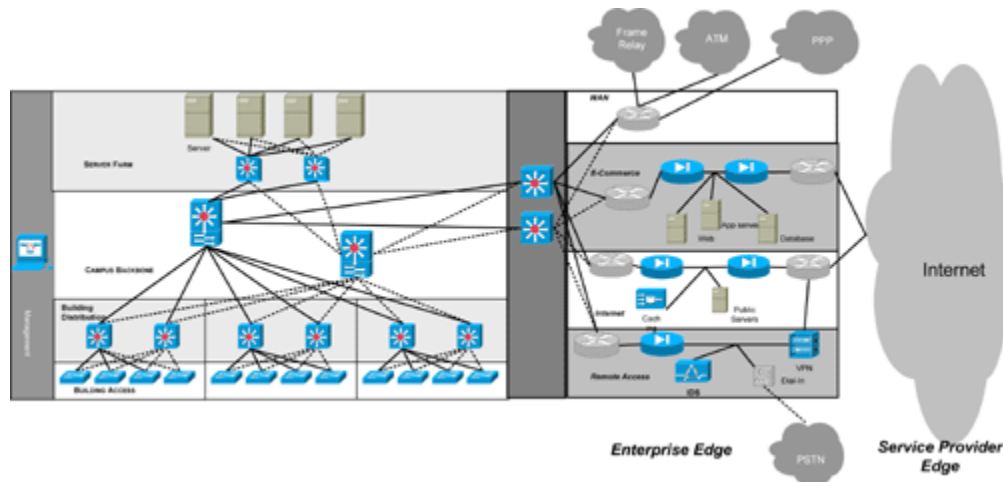 Frame
Relay
ATM
PPP
WAN
Server
SERVER FARM
E-Commerce
Web
App server
Database
CAMPUS BACKBONE
Internet
Cach
Public
Servers
Internet
Management
Building
Distribution
BUILDING ACCESS
Remote Access
IDS
Dial-In
VPN
PSTN
Enterprise Edge
Service Provider
Edge